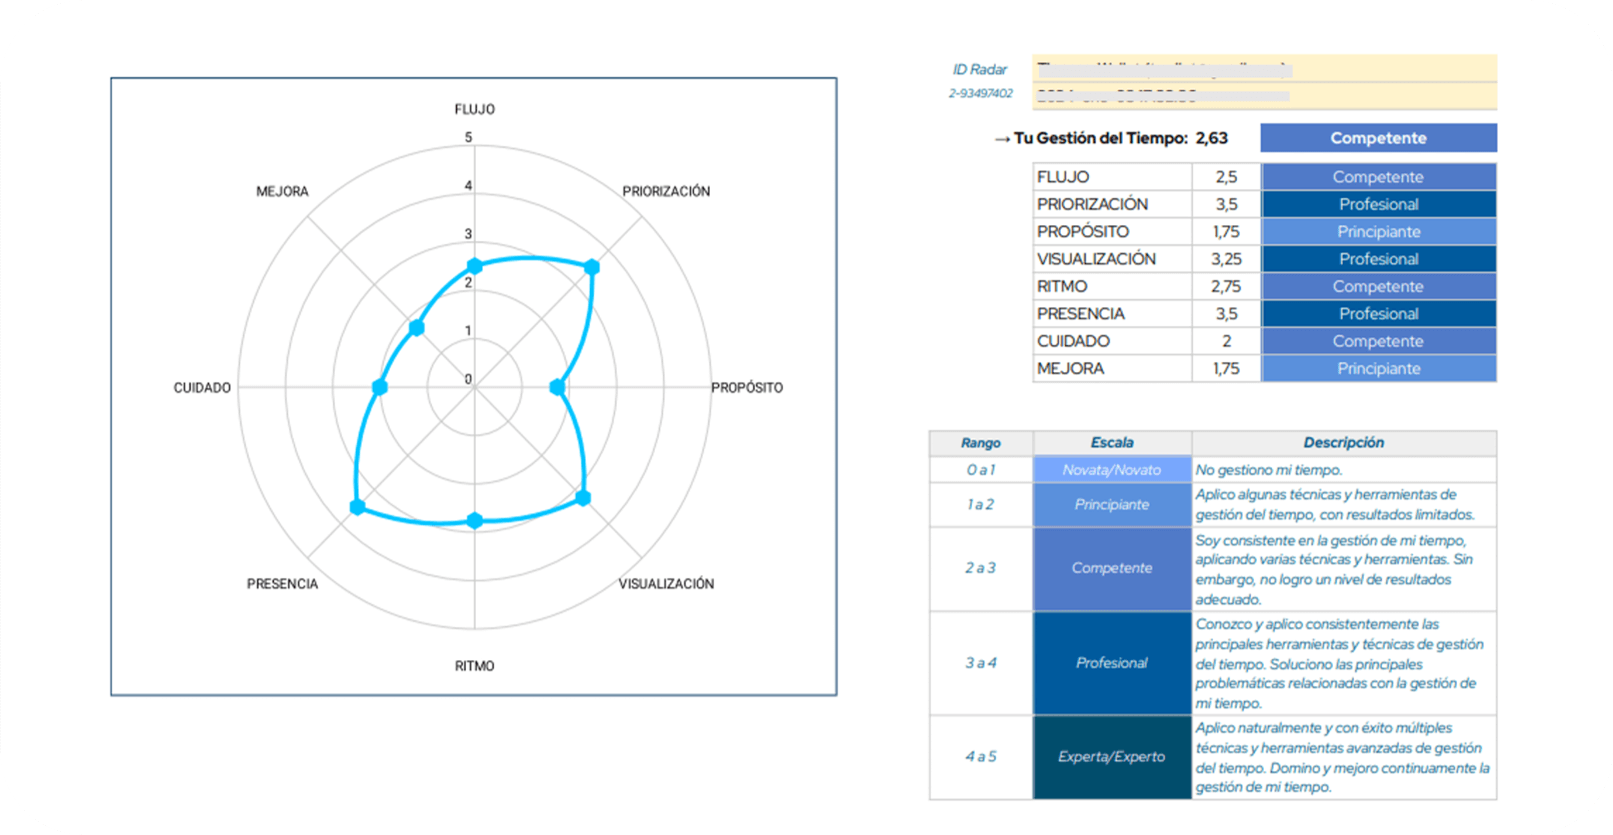 FLUJO
5
4
3
2
1
0
PRIORIZACIÓN
PROPÓSITO
VISUALIZACIÓN
RITMO
PRESENCIA
CUIDADO
MEJORA
ID Radar
2-93497402
→ Tu Gestión del Tiempo: 2,63 Competente
FLUJO 2,5 Competente
PRIORIZACIÓN 3,5 Profesional
PROPÓSITO 1,75 Principiante
VISUALIZACIÓN 3,25 Profesional
RITMO 2,75 Competente
PRESENCIA 3,5 Profesional
CUIDADO 2 Competente
MEJORA 1,75 Principiante
Rango Escala Descripción
0 a 1 Novata/Novato No gestiono mi tiempo.
1 a 2 Principiante Aplico algunas técnicas y herramientas de
gestión del tiempo, con resultados limitados.
2 a 3 Competente Soy consistente en la gestión de mi tiempo,
aplicando varias técnicas y herramientas. Sin
embargo, no logro un nivel de resultados
adecuado.
3 a 4 Profesional Conozco y aplico consistentemente las
principales herramientas y técnicas de gestión
del tiempo. Soluciono las principales
problemáticas relacionadas con la gestión de
mi tiempo.
4 a 5 Experta/Experto Aplico naturalmente y con éxito múltiples
técnicas y herramientas avanzadas de gestión
del tiempo. Domino y mejoro continuamente la
gestión de mi tiempo.